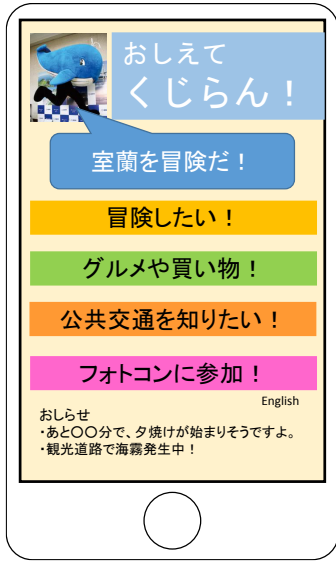 おしえて
くじらん！
室蘭を冒険だ！
冒険したい！
グルメや買い物！
公共交通を知りたい！
フォトコンに参加！
English
おしらせ
・あと〇〇分で、夕焼けが始まりそうですよ。
・観光道路で海霧発生中！